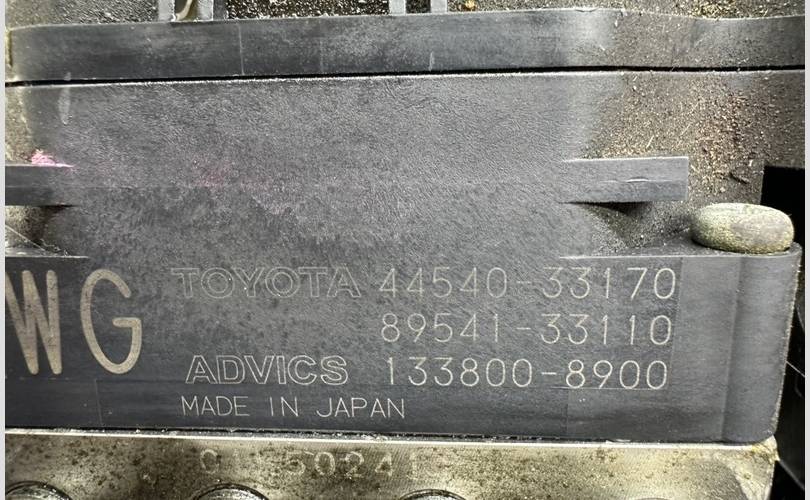 WG
TOYOTA 44540-33170
89541-33110
ADVICS 133800-8900
MADE IN JAPAN